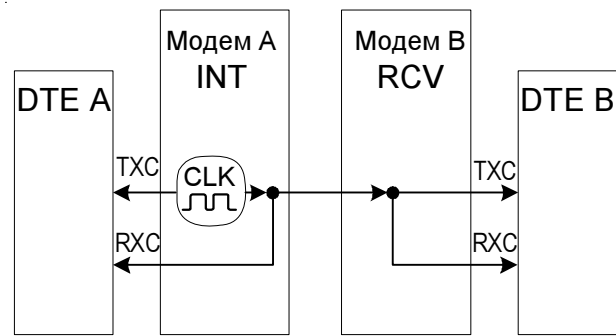 Модем A
INT
Модем B
RCV
DTE A
DTE B
TXC
CLK
TXC
RXC
RXC